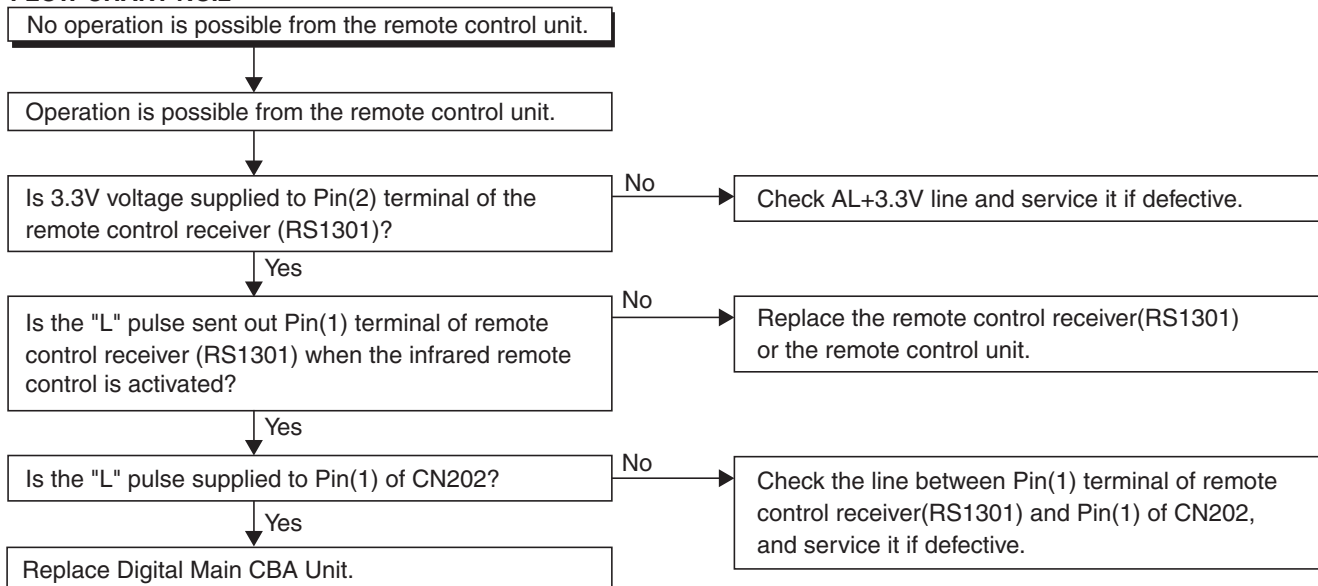 No operation is possible from the remote control unit.
Operation is possible from the remote control unit.
Is 3.3V voltage supplied to Pin(2) terminal of the
remote control receiver (RS1301)?
No
Check AL+3.3V line and service it if defective.
Yes
Is the "L" pulse sent out Pin(1) terminal of remote
control receiver (RS1301) when the infrared remote
control is activated?
No
Replace the remote control receiver(RS1301)
or the remote control unit.
Yes
Is the "L" pulse supplied to Pin(1) of CN202?
No
Check the line between Pin(1) terminal of remote
control receiver(RS1301) and Pin(1) of CN202,
and service it if defective.
Yes
Replace Digital Main CBA Unit.